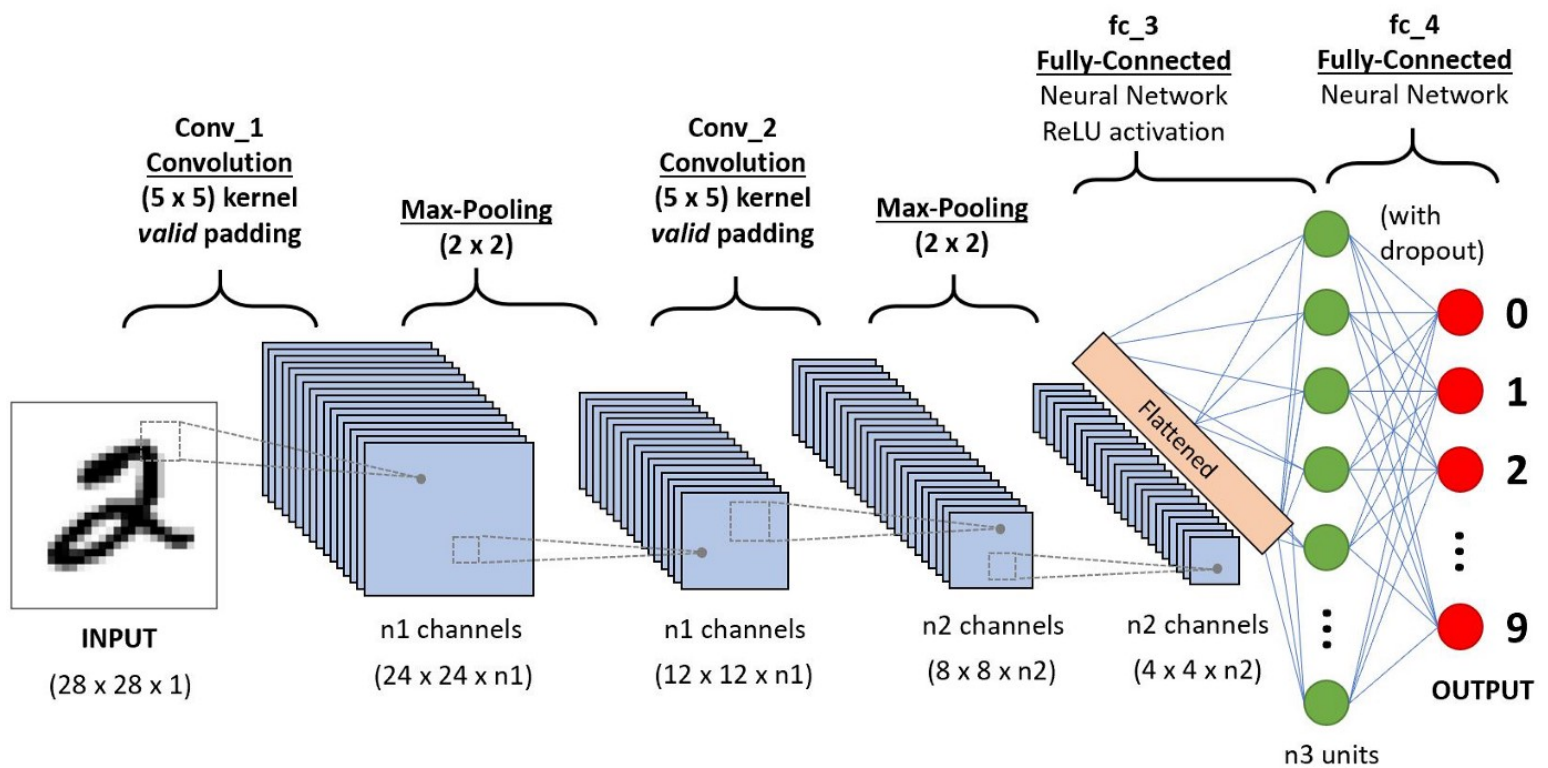 Conv_1
Convolution
(5 x 5) kernel
valid padding
Max-Pooling
(2 x 2)
Conv_2
Convolution
(5 x 5) kernel
valid padding
Max-Pooling
(2 x 2)
fc_3
Fully-Connected
Neural Network
ReLU activation
fc_4
Fully-Connected
Neural Network
(with
dropout)
2
INPUT
(28 x 28 x 1)
n1 channels
(24 x 24 x n1)
n1 channels
(12 x 12 x n1)
n2 channels
(8 x 8 x n2)
n2 channels
(4 x 4 x n2)
Flattened
n3 units
0
1
2
⋮
9
OUTPUT